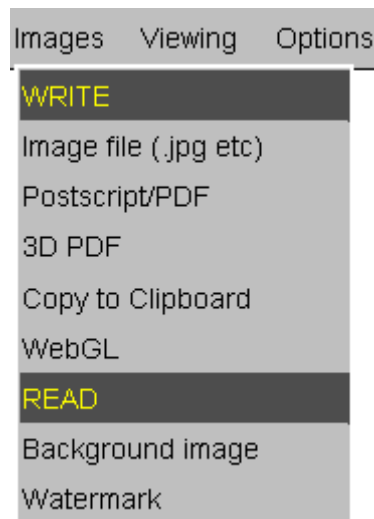 Images Viewing Options
WRITE
Image file (.jpg etc)
Postscript/PDF
3D PDF
Copy to Clipboard
WebGL
READ
Background image
Watermark